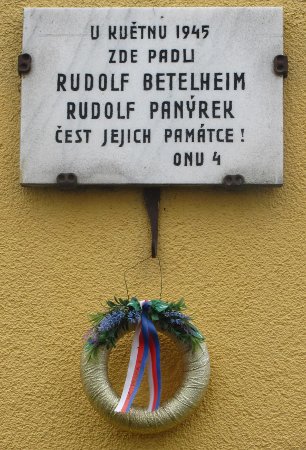 U KVĚTNU 1945
ZDE PADLI
RUDOLF BETELHEIM
RUDOLF PANÝREK
ČEST JEJICH PAMÁTCE!
ONV 4